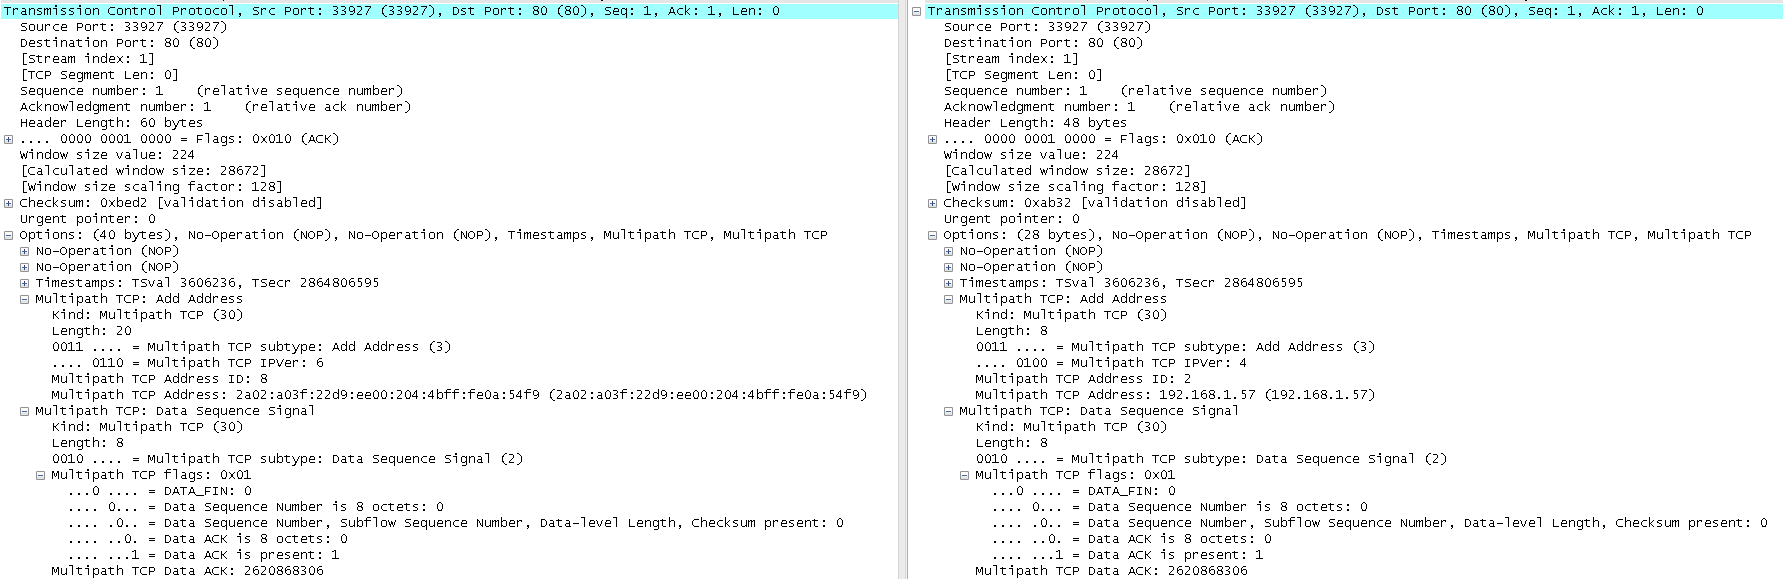 Transmission Control Protocol, Src Port: 33927 (33927), Dst Port: 80 (80), Seq: 1, Ack: 1, Len: 0
Source Port: 33927 (33927)
Destination Port: 80 (80)
[Stream index: 1]
[TCP Segment Len: 0]
Sequence number: 1    (relative sequence number)
Acknowledgment number: 1    (relative ack number)
Header Length: 60 bytes
.... 0000 0001 0000 = Flags: 0x010 (ACK)
Window size value: 224
[Calculated window size: 28672]
[Window size scaling factor: 128]
Checksum: 0xbed2 [validation disabled]
Urgent pointer: 0
Options: (40 bytes), No-Operation (NOP), No-Operation (NOP), Timestamps, Multipath TCP, Multipath TCP
No-Operation (NOP)
No-Operation (NOP)
Timestamps: TSval 3606236, TSecr 2864806595
Multipath TCP: Add Address
Kind: Multipath TCP (30)
Length: 20
0011 .... = Multipath TCP subtype: Add Address (3)
.... 0110 = Multipath TCP IPVer: 6
Multipath TCP Address ID: 8
Multipath TCP Address: 2a02:a03f:22d9:ee00:204:4bff:fe0a:54f9 (2a02:a03f:22d9:ee00:204:4bff:fe0a:54f9)
Multipath TCP: Data Sequence Signal
Kind: Multipath TCP (30)
Length: 8
0010 .... = Multipath TCP subtype: Data Sequence Signal (2)
Multipath TCP flags: 0x01
...0 .... = DATA_FIN: 0
.... 0... = Data Sequence Number is 8 octets: 0
.... .0.. = Data Sequence Number, Subflow Sequence Number, Data-level Length, Checksum present: 0
.... ..0. = Data ACK is 8 octets: 0
.... ...1 = Data ACK is present: 1
Multipath TCP Data ACK: 2620868306
Transmission Control Protocol, Src Port: 33927 (33927), Dst Port: 80 (80), Seq: 1, Ack: 1, Len: 0
Source Port: 33927 (33927)
Destination Port: 80 (80)
[Stream index: 1]
[TCP Segment Len: 0]
Sequence number: 1    (relative sequence number)
Acknowledgment number: 1    (relative ack number)
Header Length: 48 bytes
.... 0000 0001 0000 = Flags: 0x010 (ACK)
Window size value: 224
[Calculated window size: 28672]
[Window size scaling factor: 128]
Checksum: 0xab32 [validation disabled]
Urgent pointer: 0
Options: (28 bytes), No-Operation (NOP), No-Operation (NOP), Timestamps, Multipath TCP, Multipath TCP
No-Operation (NOP)
No-Operation (NOP)
Timestamps: TSval 3606236, TSecr 2864806595
Multipath TCP: Add Address
Kind: Multipath TCP (30)
Length: 8
0011 .... = Multipath TCP subtype: Add Address (3)
.... 0100 = Multipath TCP IPVer: 4
Multipath TCP Address ID: 2
Multipath TCP Address: 192.168.1.57 (192.168.1.57)
Multipath TCP: Data Sequence Signal
Kind: Multipath TCP (30)
Length: 8
0010 .... = Multipath TCP subtype: Data Sequence Signal (2)
Multipath TCP flags: 0x01
...0 .... = DATA_FIN: 0
.... 0... = Data Sequence Number is 8 octets: 0
.... .0.. = Data Sequence Number, Subflow Sequence Number, Data-level Length, Checksum present: 0
.... ..0. = Data ACK is 8 octets: 0
.... ...1 = Data ACK is present: 1
Multipath TCP Data ACK: 2620868306